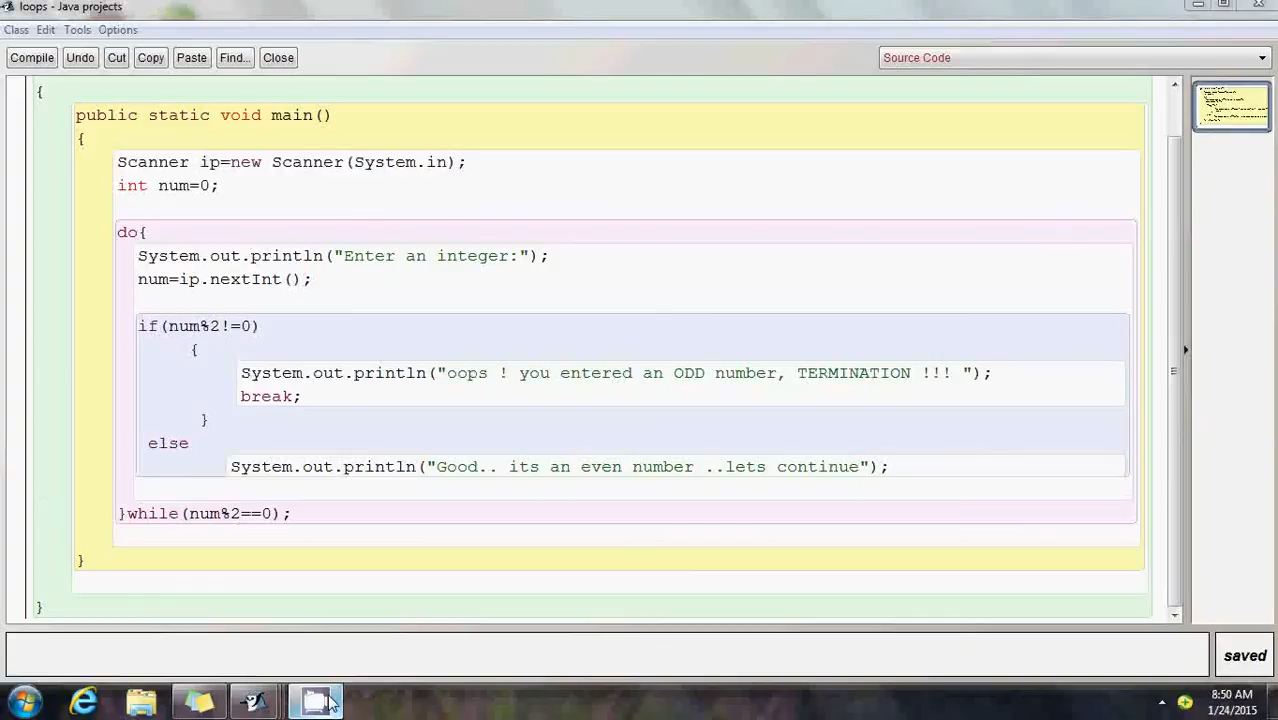 loops - Java projects
Class Edit Tools Options
Compile Undo Cut Copy Paste Find... Close Source Code
{
public static void main()
{
Scanner ip=new Scanner(System.in);
int num=0;
do{
System.out.println("Enter an integer:");
num=ip.nextInt();
if(num%2!=0)
{
System.out.println("oops ! you entered an ODD number, TERMINATION !!! ");
break;
}
else
System.out.println("Good.. its an even number ..lets continue");
}while(num%2==0);
}
}
saved
8:50 AM
1/24/2015